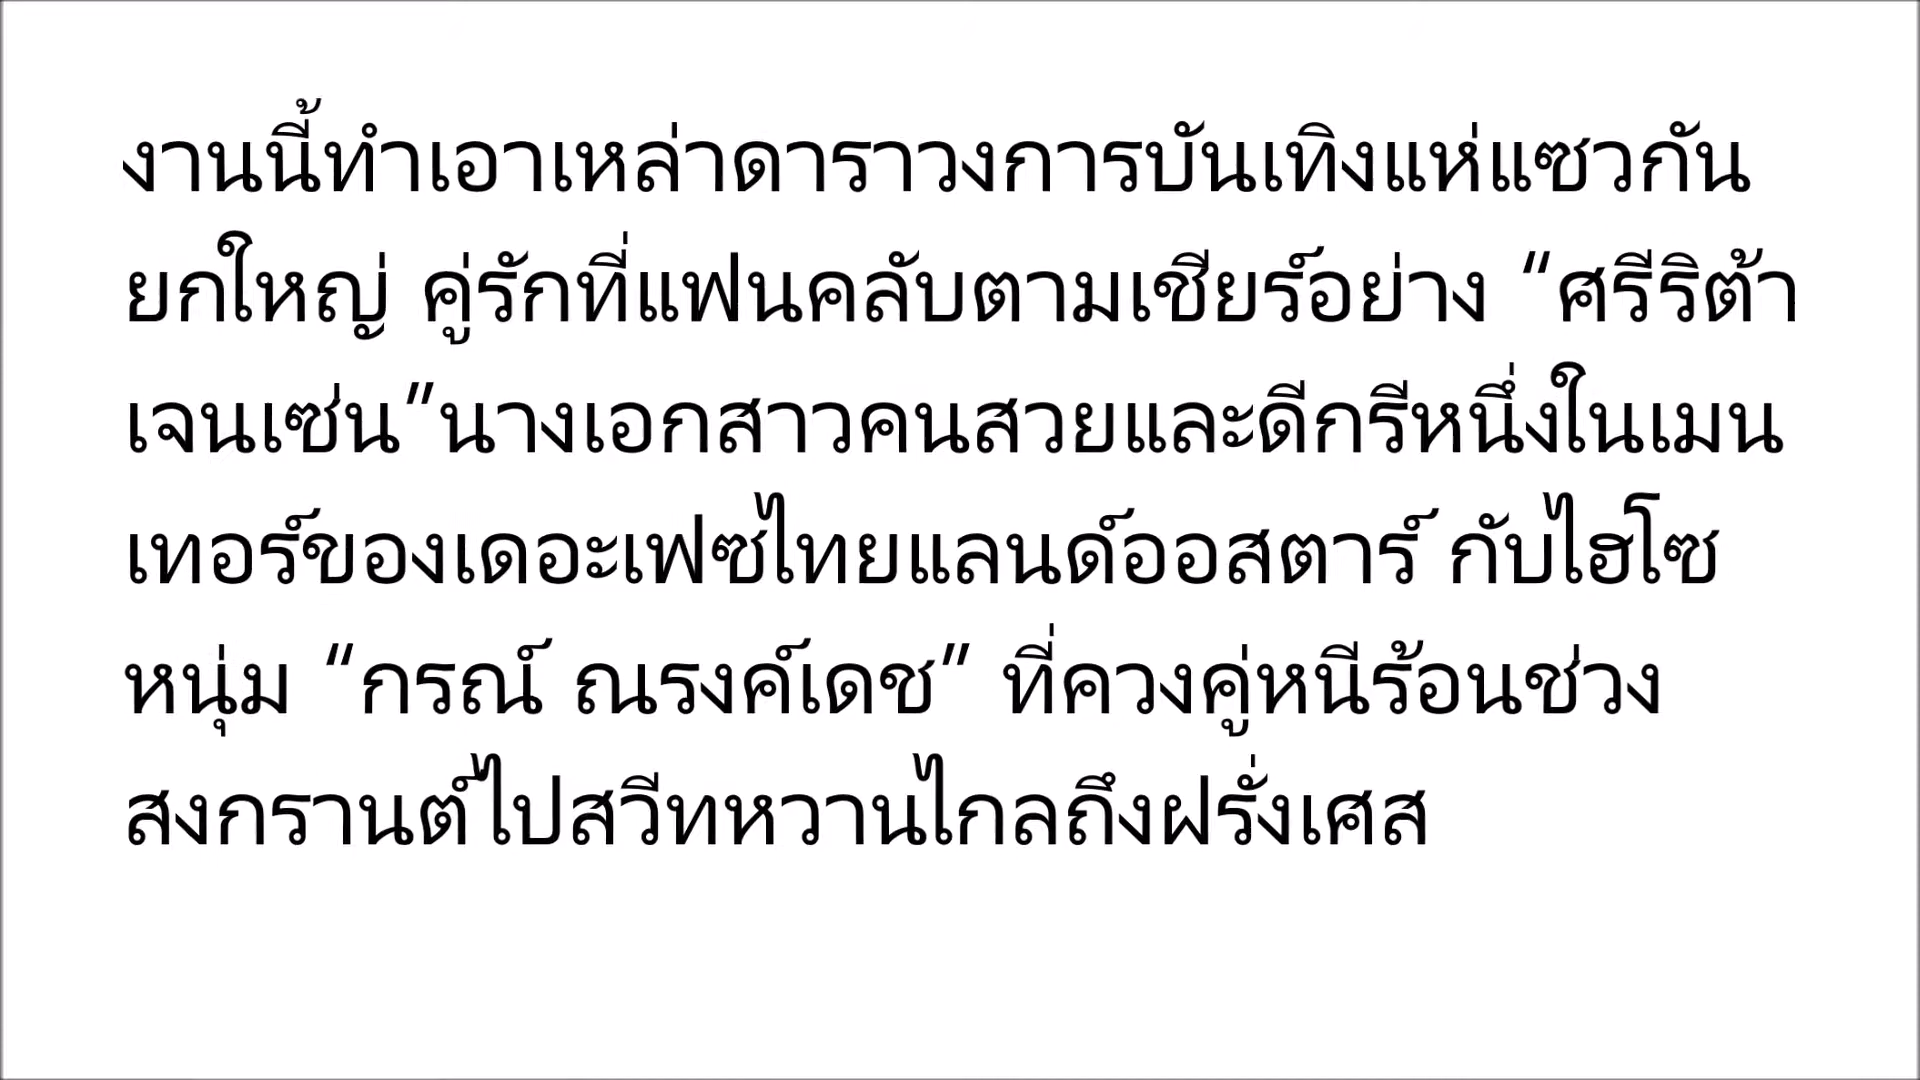 งานนี้ทำเอาเหล่าดาราวงการบันเทิงแห่แซวกัน
ยกใหญ่ คู่รักที่แฟนคลับตามเชียร์อย่าง “ศรีริต้า
เจนเซ่น”นางเอกสาวคนสวยและดีกรีหนึ่งในเมน
เทอร์ของเดอะเฟซไทยแลนด์ออสตาร์ กับไฮโซ
หนุ่ม “กรณ์ ณรงค์เดช” ที่ควงคู่หนีร้อนช่วง
สงกรานต์ไปสวีทหวานไกลถึงฝรั่งเศส